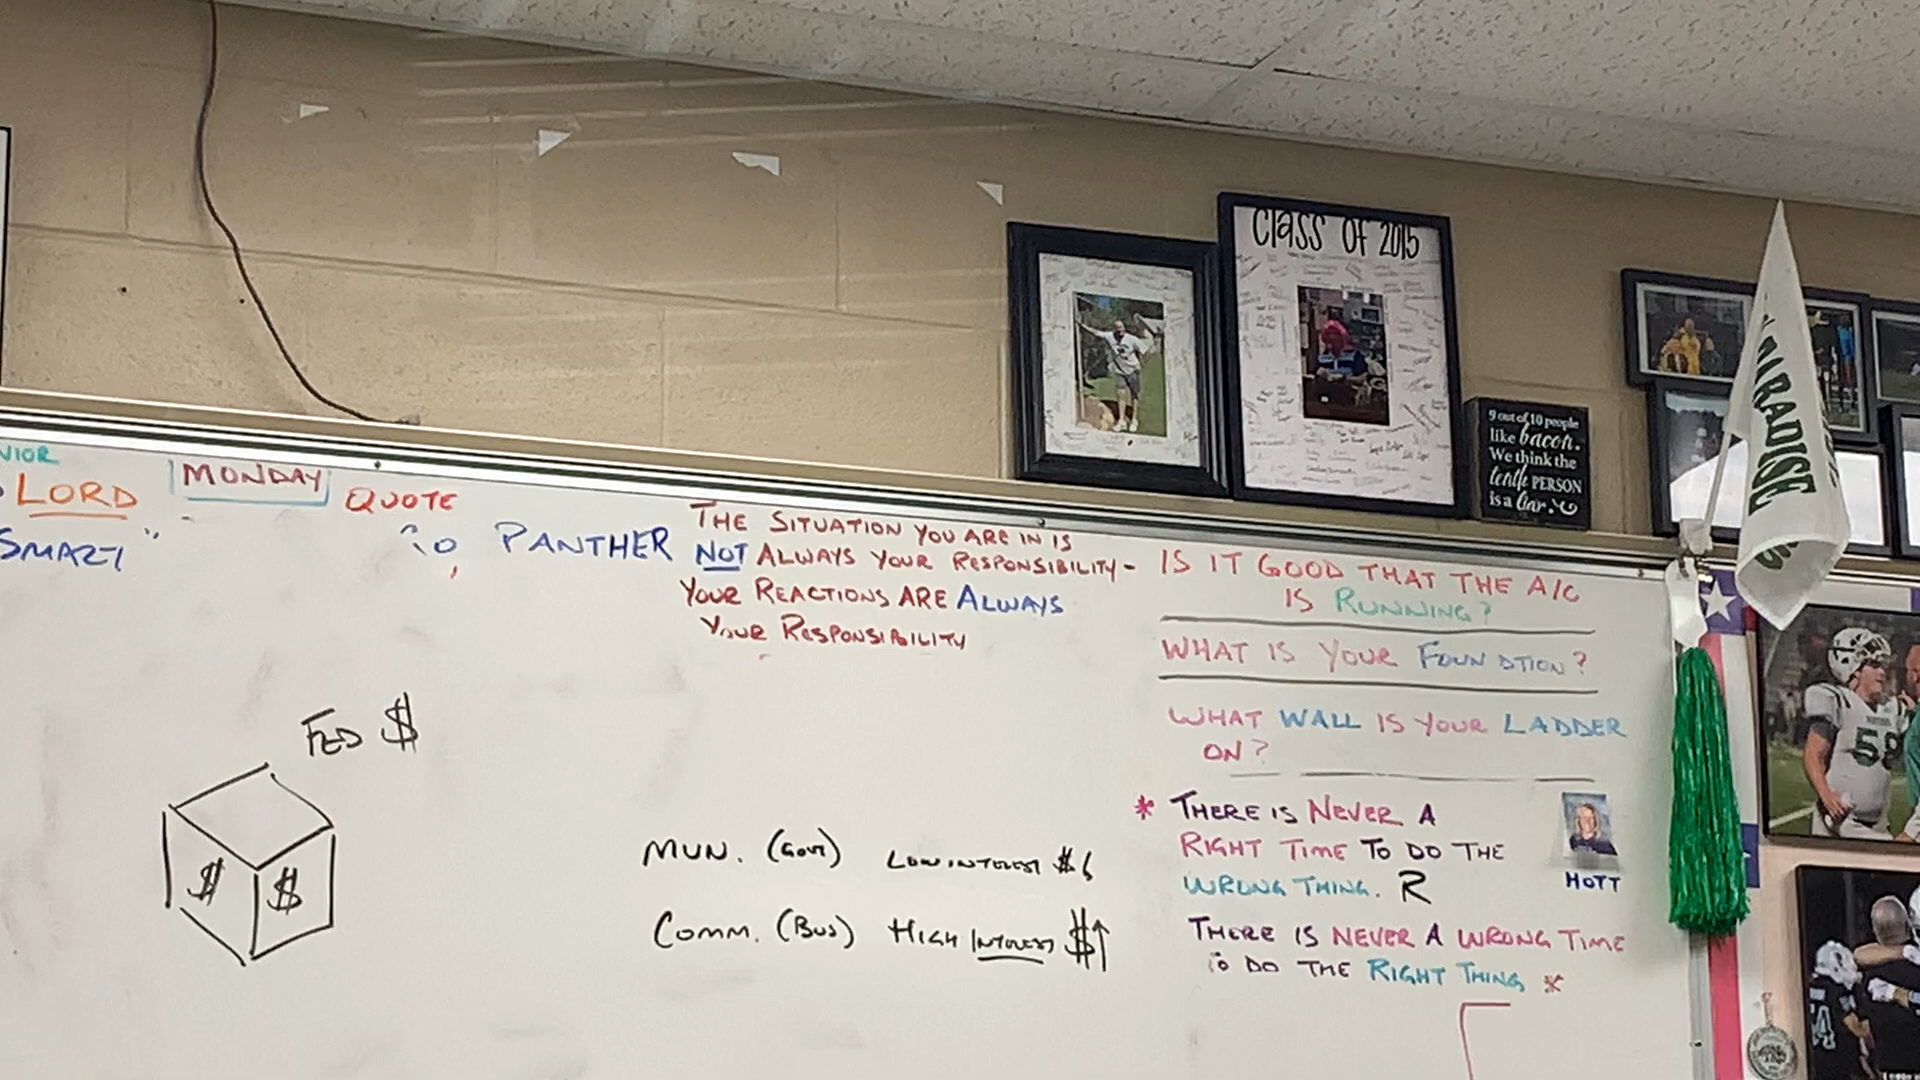 CLASS OF 2015
9 out of 10 people
like bacon.
We think the
tenth PERSON
is a liar.
PARADISE
LORD
MONDAY
QUOTE
PANTHER
THE SITUATION YOU ARE IN IS
NOT ALWAYS YOUR RESPONSIBILITY-
YOUR REACTIONS ARE ALWAYS
YOUR RESPONSIBILITY
IS IT GOOD THAT THE A/C
IS RUNNING?
WHAT IS YOUR FOUNDTION?
WHAT WALL IS YOUR LADDER
ON?
* THERE IS NEVER A
RIGHT TIME TO DO THE
WRONG THING. R
HOTT
THERE IS NEVER A WRONG TIME
TO DO THE RIGHT THING *
FED $
$ $
MUN. (GOVT) LOW INTEREST $
COMM. (BUS) HIGH INTEREST $↑
58